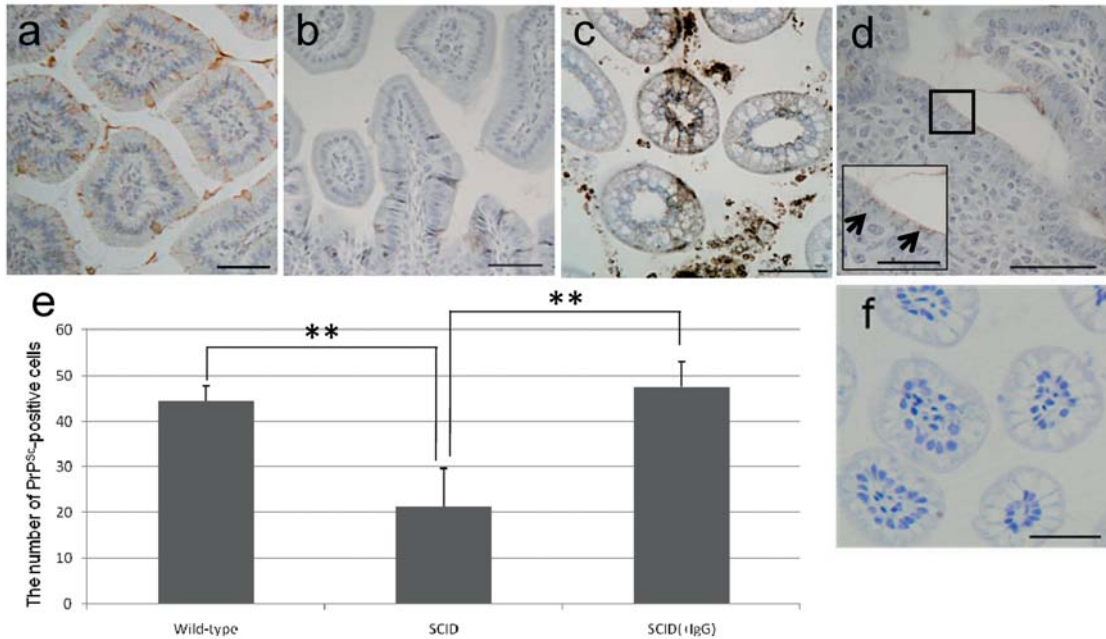 a
b
c
d
e
**
**
60
50
40
30
20
10
0
The number of PrPSc-positive cells
Wild-type
SCID
SCID(+IgG)
f